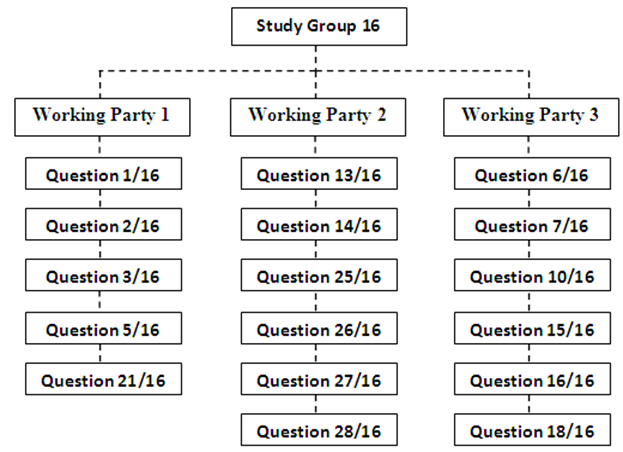 Study Group 16
Working Party 1
Question 1/16
Question 2/16
Question 3/16
Question 5/16
Question 21/16
Working Party 2
Question 13/16
Question 14/16
Question 25/16
Question 26/16
Question 27/16
Question 28/16
Working Party 3
Question 6/16
Question 7/16
Question 10/16
Question 15/16
Question 16/16
Question 18/16